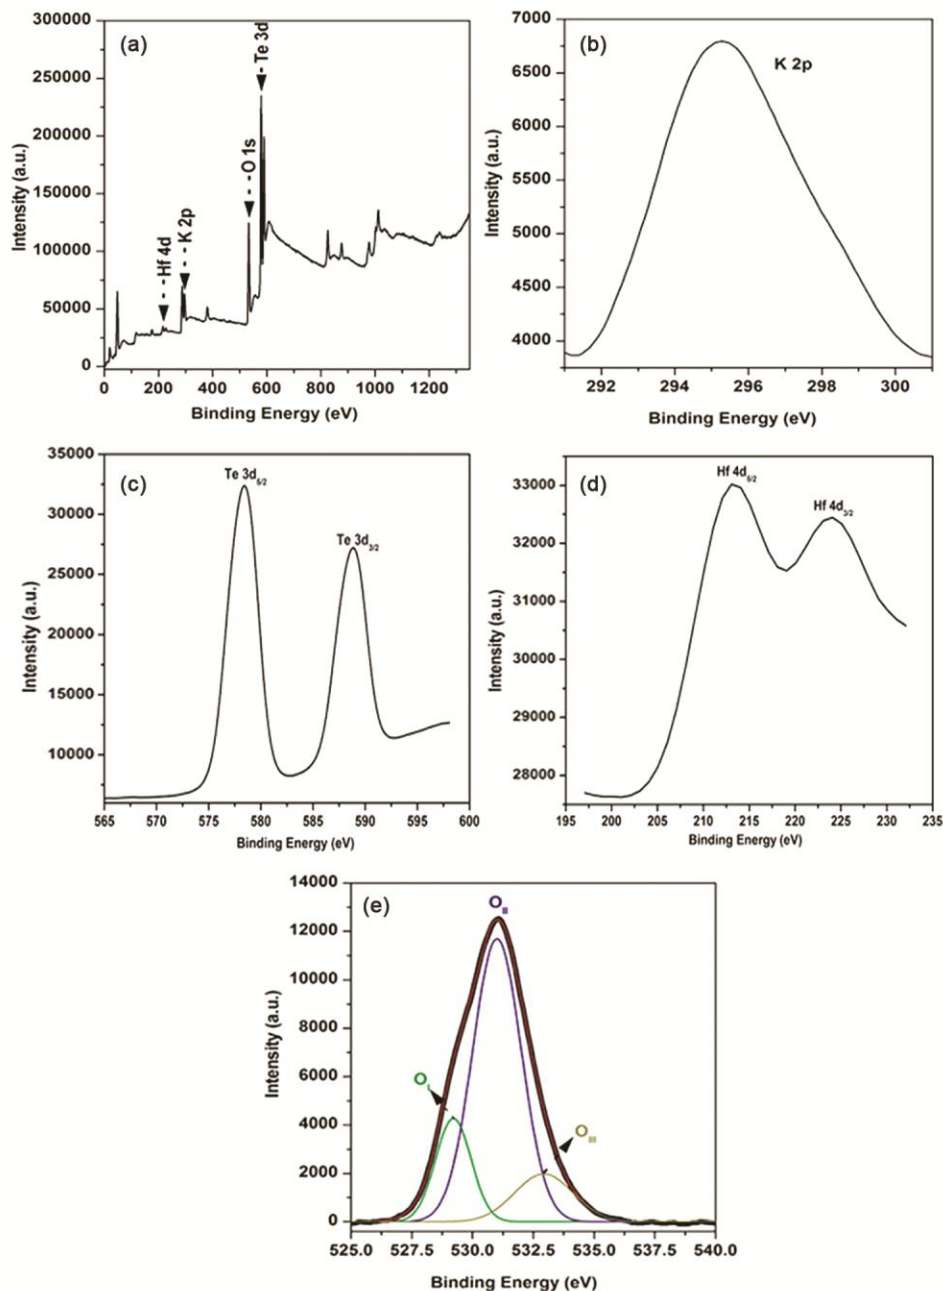 (a)
Te 3d
O 1s
K 2p
Hf 4d
300000
250000
200000
150000
100000
50000
0
0 200 400 600 800 1000 1200
Intensity (a.u.)
Binding Energy (eV)
(b)
K 2p
7000
6500
6000
5500
5000
4500
4000
292 294 296 298 300
Intensity (a.u.)
Binding Energy (eV)
(c)
Te 3d5/2
Te 3d3/2
35000
30000
25000
20000
15000
10000
565 570 575 580 585 590 595 600
Intensity (a.u.)
Binding Energy (eV)
(d)
Hf 4d5/2
Hf 4d3/2
33000
32000
31000
30000
29000
28000
195 200 205 210 215 220 225 230 235
Intensity (a.u.)
Binding Energy (eV)
(e)
OII
OI
OIII
14000
12000
10000
8000
6000
4000
2000
0
525.0 527.5 530.0 532.5 535.0 537.5 540.0
Intensity (a.u.)
Binding Energy (eV)